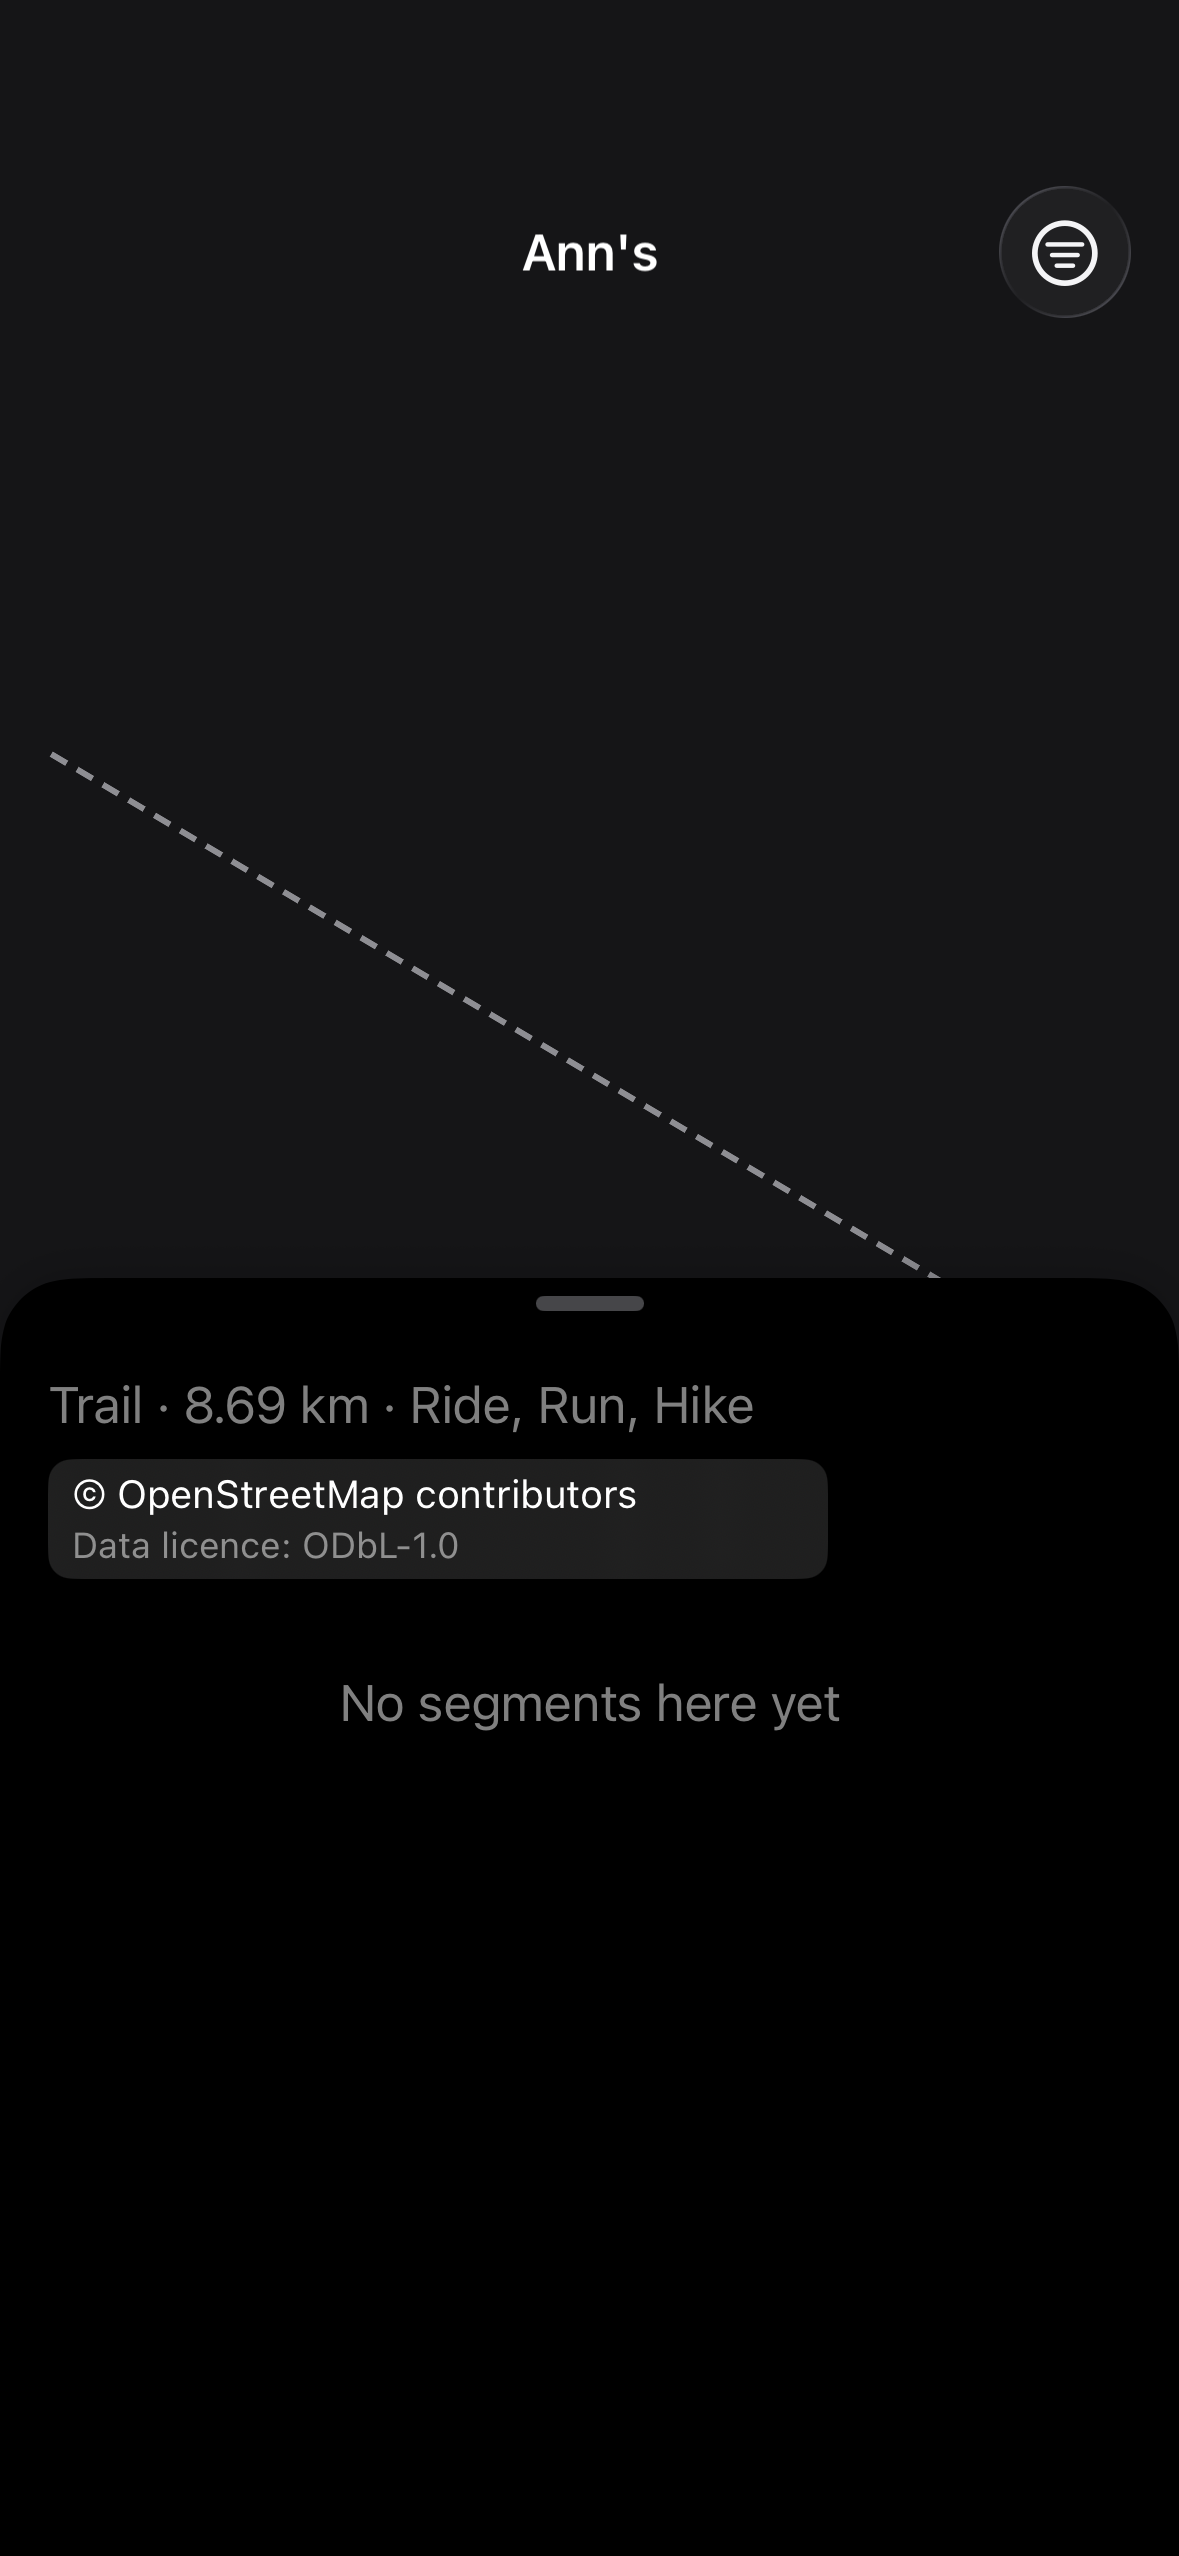 Ann's
Trail · 8.69 km · Ride, Run, Hike
© OpenStreetMap contributors
Data licence: ODbL-1.0
No segments here yet